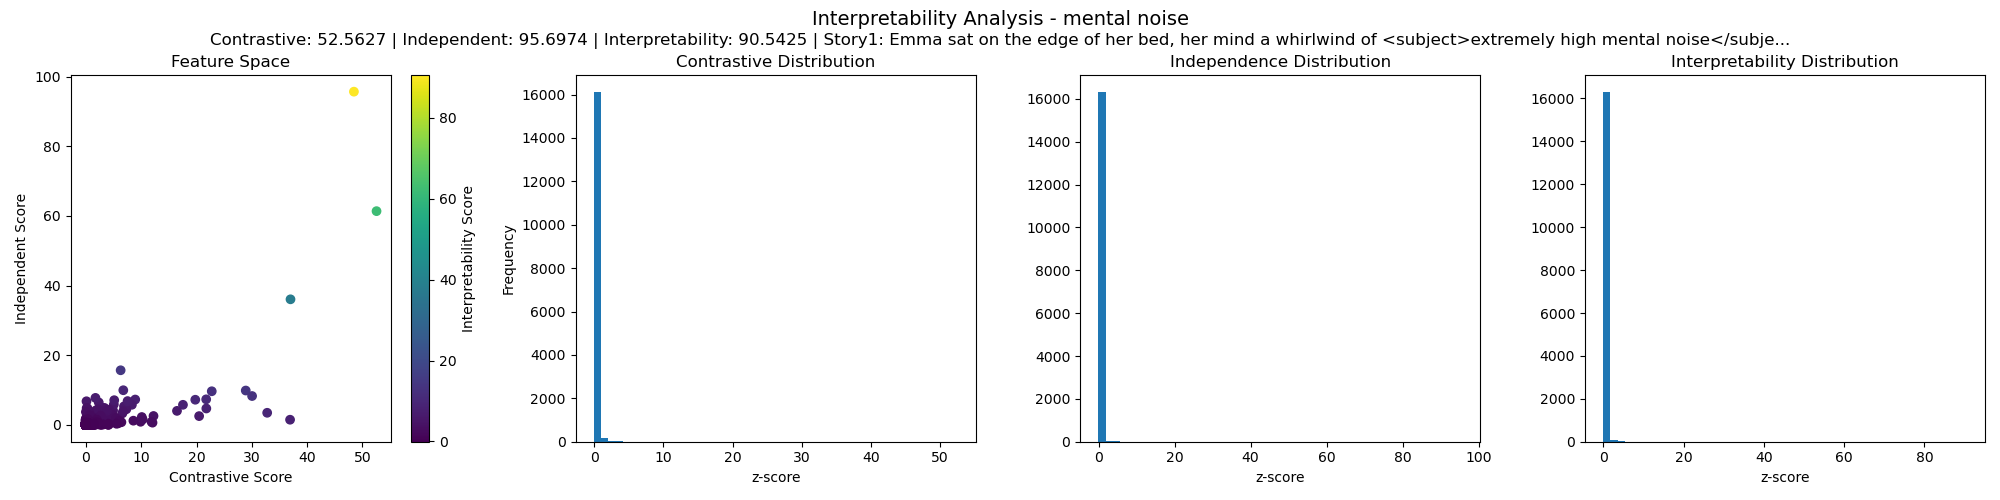 Interpretability Analysis - mental noise
Contrastive: 52.5627 | Independent: 95.6974 | Interpretability: 90.5425 | Story1: Emma sat on the edge of her bed, her mind a whirlwind of <subject>extremely high mental noise</subje...
Feature Space
100
80
60
40
20
0
Independent Score
0 10 20 30 40 50
Contrastive Score
80
60
40
20
0
Interpretability Score
Contrastive Distribution
16000
14000
12000
10000
8000
6000
4000
2000
0
Frequency
0 10 20 30 40 50
z-score
Independence Distribution
16000
14000
12000
10000
8000
6000
4000
2000
0
0 20 40 60 80 100
z-score
Interpretability Distribution
16000
14000
12000
10000
8000
6000
4000
2000
0
0 20 40 60 80
z-score